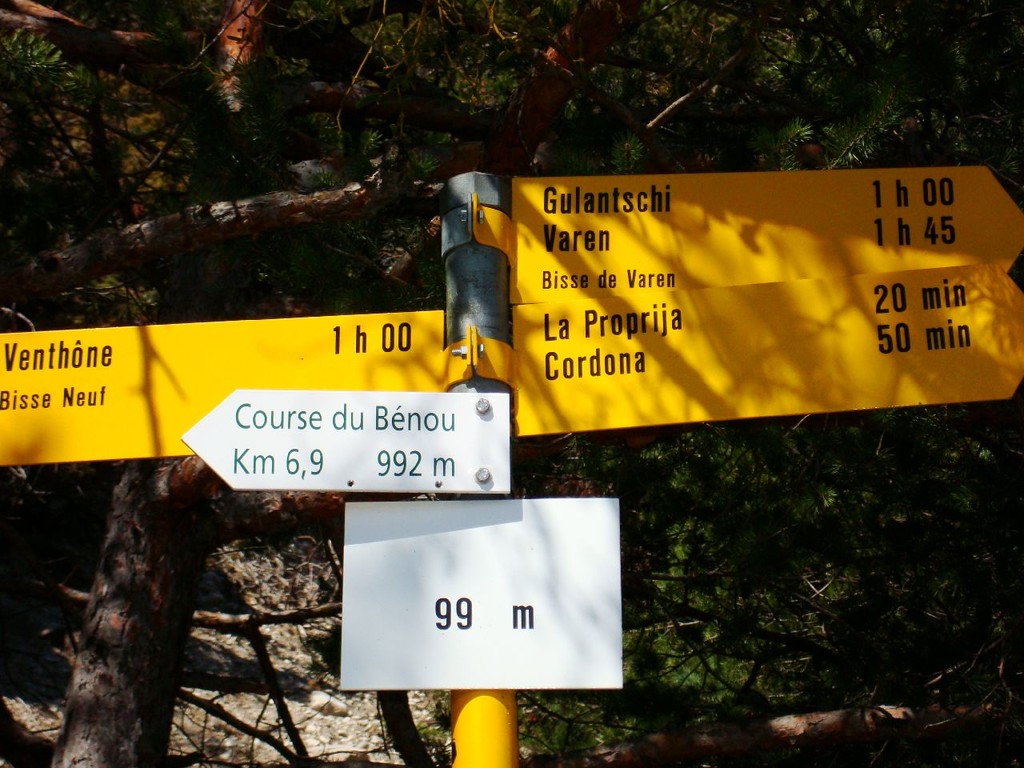 Gulantschi 1 h 00
Varen 1 h 45
Bisse de Varen
La Proprija 20 min
Cordona 50 min
Venthône 1 h 00
Bisse Neuf
Course du Bénou
Km 6,9 992 m
99 m